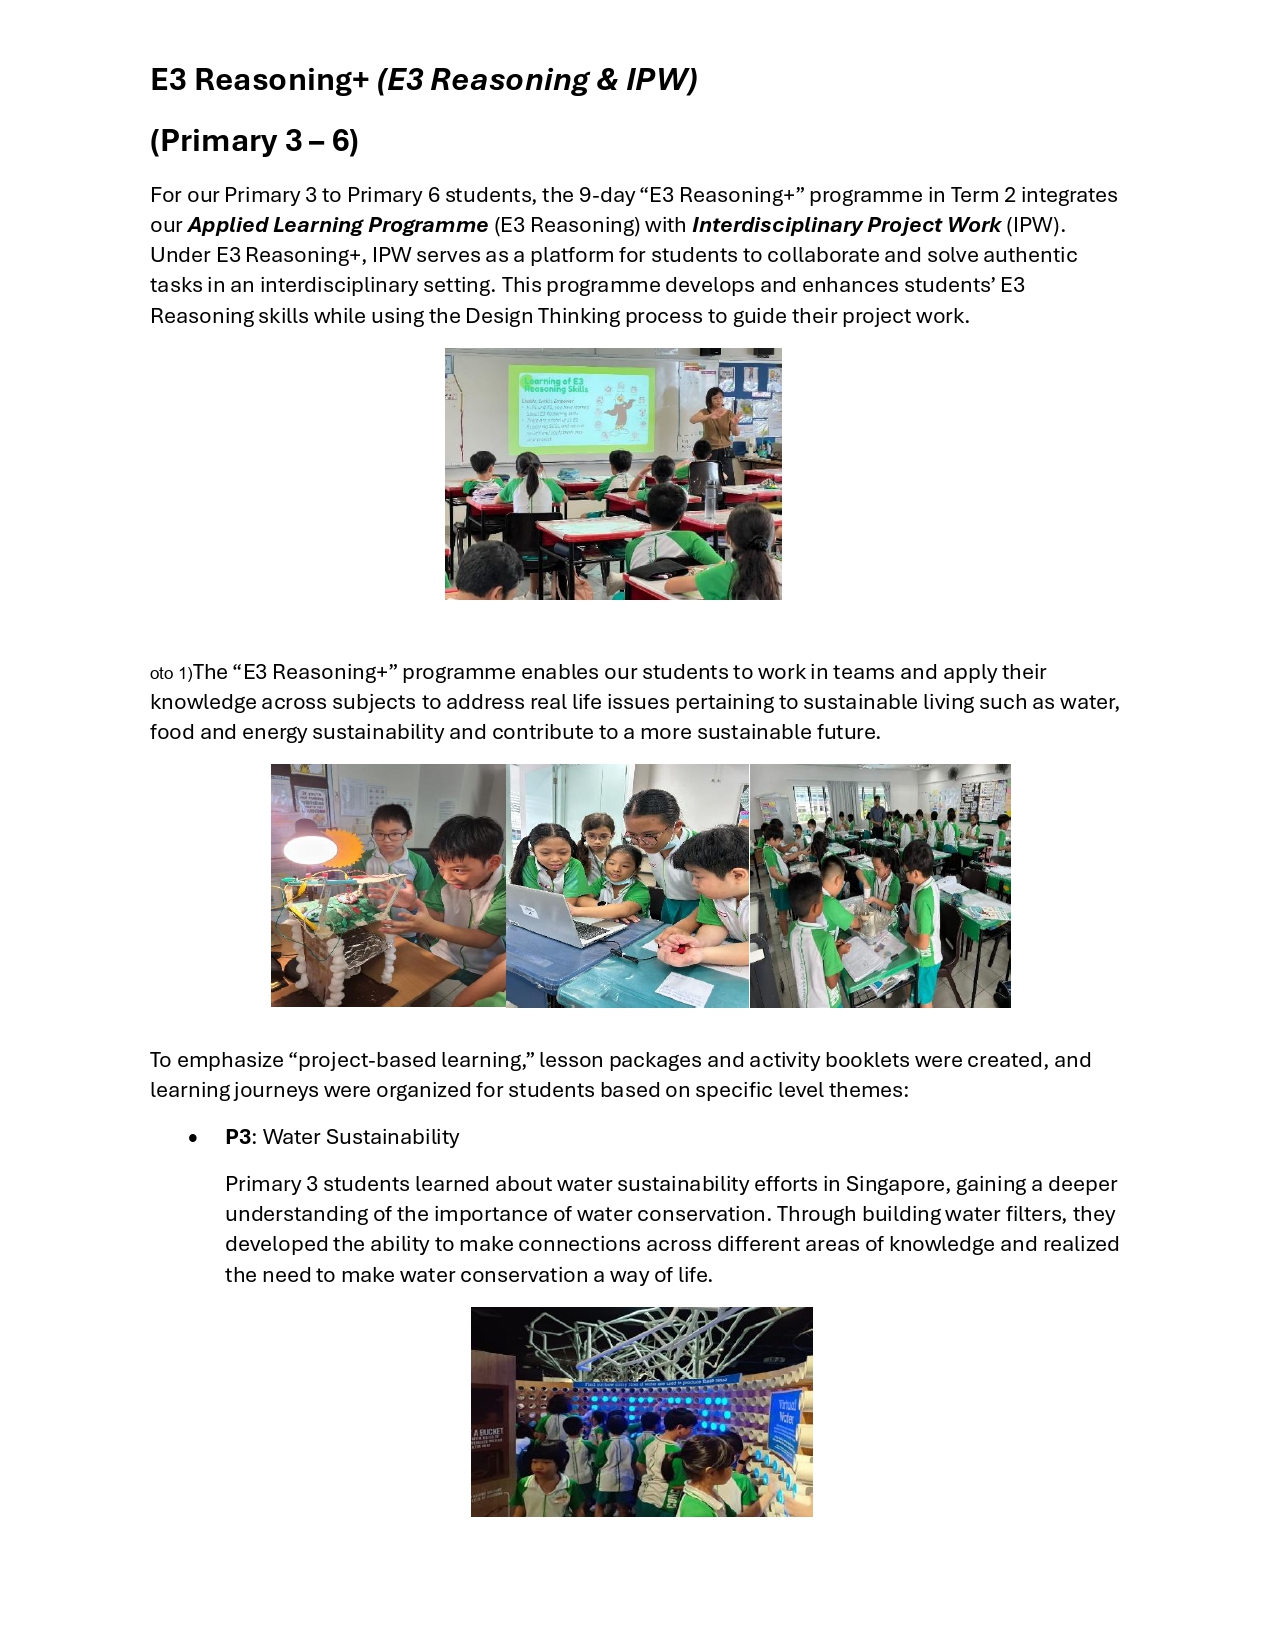 E3 Reasoning+ (E3 Reasoning & IPW)
(Primary 3 – 6)
For our Primary 3 to Primary 6 students, the 9-day “E3 Reasoning+” programme in Term 2 integrates
our Applied Learning Programme (E3 Reasoning) with Interdisciplinary Project Work (IPW).
Under E3 Reasoning+, IPW serves as a platform for students to collaborate and solve authentic
tasks in an interdisciplinary setting. This programme develops and enhances students’ E3
Reasoning skills while using the Design Thinking process to guide their project work.
Learning of E3
Reasoning Skills
oto 1)The “E3 Reasoning+” programme enables our students to work in teams and apply their
knowledge across subjects to address real life issues pertaining to sustainable living such as water,
food and energy sustainability and contribute to a more sustainable future.
To emphasize “project-based learning,” lesson packages and activity booklets were created, and
learning journeys were organized for students based on specific level themes:
• P3: Water Sustainability
Primary 3 students learned about water sustainability efforts in Singapore, gaining a deeper
understanding of the importance of water conservation. Through building water filters, they
developed the ability to make connections across different areas of knowledge and realized
the need to make water conservation a way of life.
A BUCKET
Virtual
Water